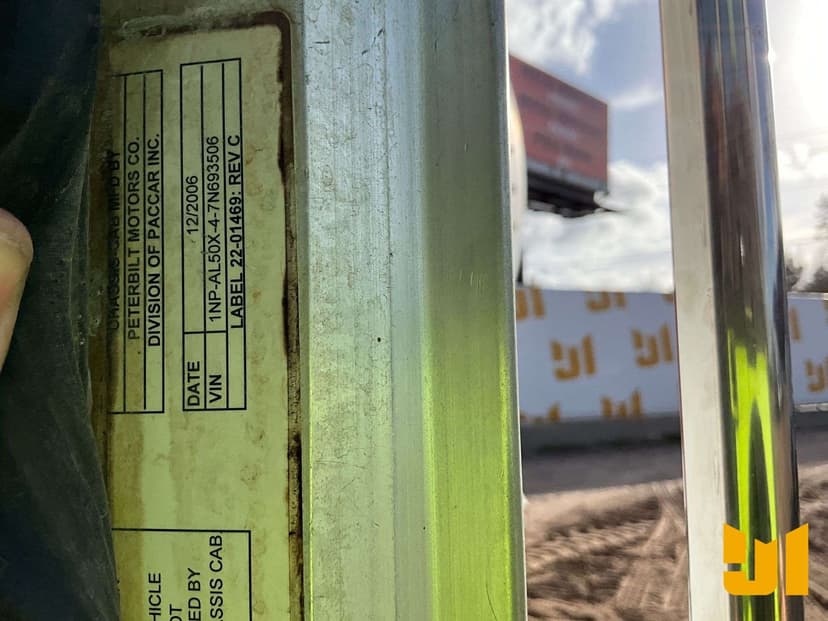 CHASSIS CAB MF'D BY
PETERBILT MOTORS CO.
DIVISION OF PACCAR INC.
DATE 12/2006
VIN 1NP-AL50X-4-7N693506
LABEL 22-01469: REV C
HICLE
OT
ED BY
SSIS CAB